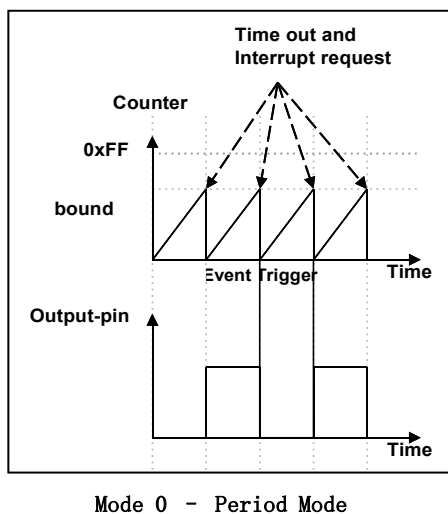 Time out and
Interrupt request
Counter
0xFF
bound
Time
Event Trigger
Output-pin
Time
Mode 0 - Period Mode